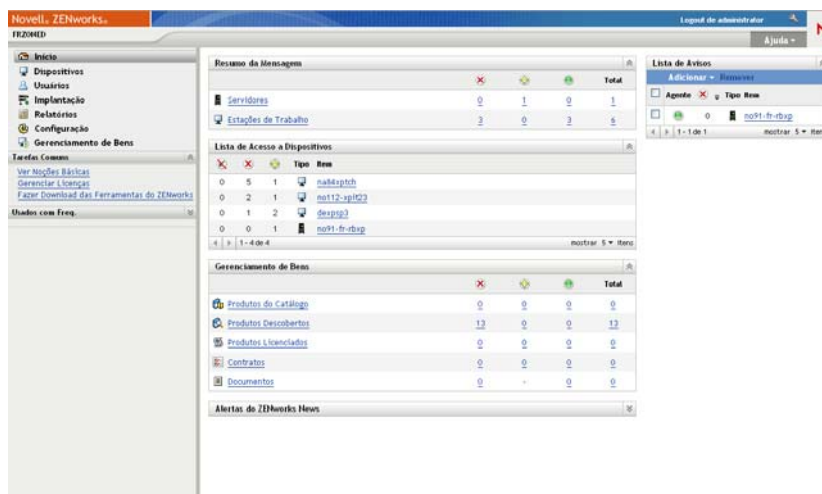 Novell® ZENworks®
Logout de administrator
FRZONED
Ajuda
Início
Dispositivos
Usuários
Implantação
Relatórios
Configuração
Gerenciamento de Bens
Tarefas Comuns
Ver Noções Básicas
Gerenciar Licenças
Fazer Download das Ferramentas do ZENworks
Usados com Freq.
Resumo da Mensagem
Total
Servidores 0 1 0 1
Estações de Trabalho 3 0 3 6
Lista de Acesso a Dispositivos
Tipo Item
0 5 1
0 2 1 no112-xplt23
0 1 2 dexpsp3
0 0 1 no91-fr-rbxp
1 - 4 de 4 mostrar 5 itens
Gerenciamento de Bens
Total
Produtos do Catálogo 0 0 0 0
Produtos Descobertos 13 0 0 13
Produtos Licenciados 0 0 0 0
Contratos 0 0 0 0
Documentos 0 - 0 0
Alertas do ZENworks News
Lista de Avisos
Adicionar Remover
Agente Tipo Item
0 no91-fr-rbxp
1 - 1 de 1 mostrar 5